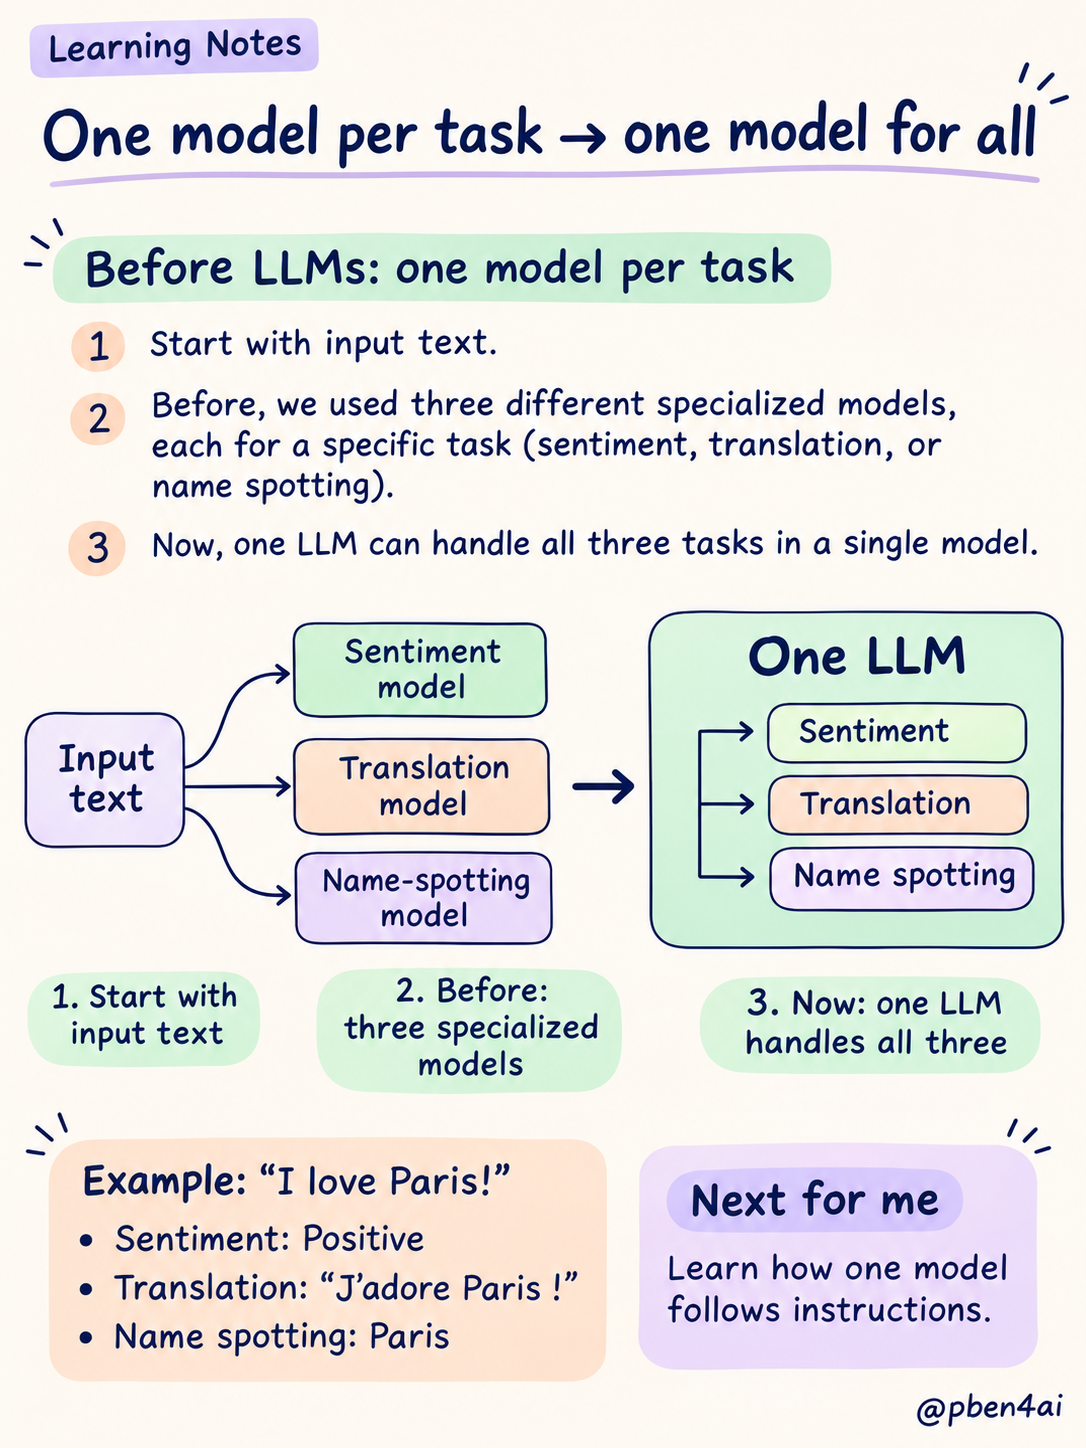 Learning Notes
One model per task → one model for all
Before LLMs: one model per task
1 Start with input text.
2 Before, we used three different specialized models,
each for a specific task (sentiment, translation, or
name spotting).
3 Now, one LLM can handle all three tasks in a single model.
Input
text
Sentiment
model
Translation
model
Name-spotting
model
One LLM
Sentiment
Translation
Name spotting
1. Start with
input text
2. Before:
three specialized
models
3. Now: one LLM
handles all three
Example: “I love Paris!”
• Sentiment: Positive
• Translation: “J’adore Paris !”
• Name spotting: Paris
Next for me
Learn how one model
follows instructions.
@pben4ai